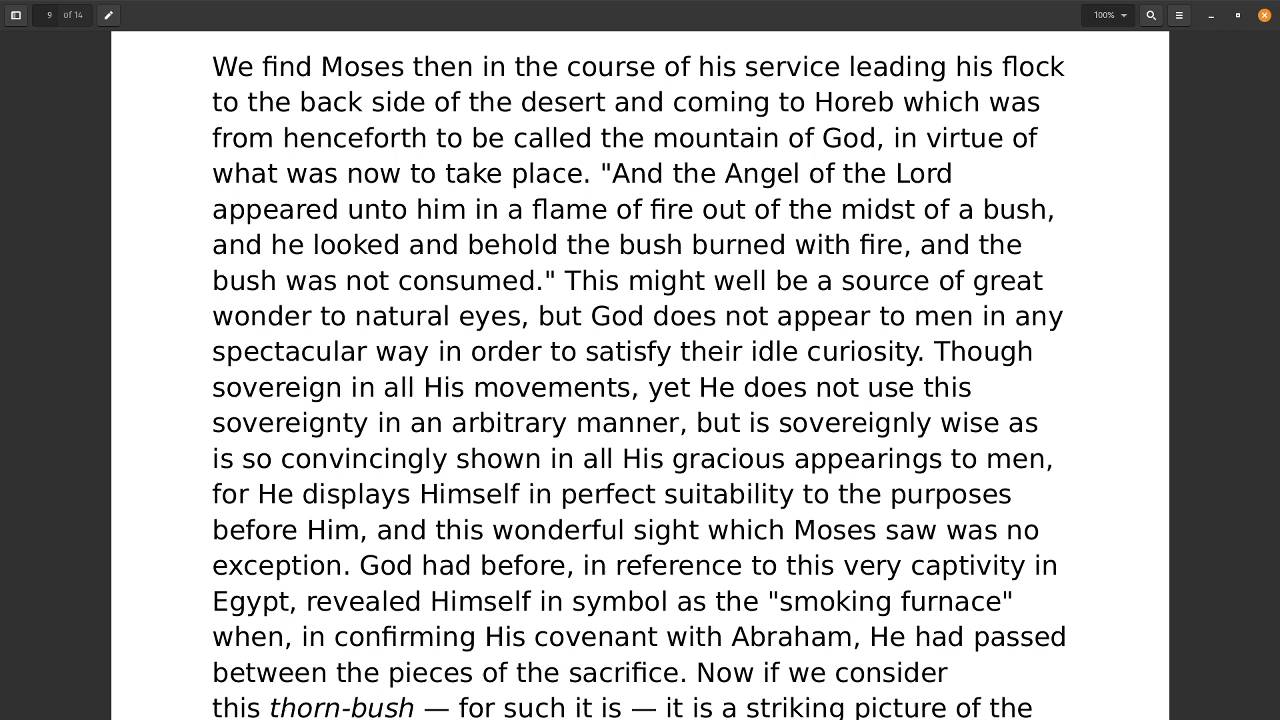 9 of 14 100%
We find Moses then in the course of his service leading his flock
to the back side of the desert and coming to Horeb which was
from henceforth to be called the mountain of God, in virtue of
what was now to take place. "And the Angel of the Lord
appeared unto him in a flame of fire out of the midst of a bush,
and he looked and behold the bush burned with fire, and the
bush was not consumed." This might well be a source of great
wonder to natural eyes, but God does not appear to men in any
spectacular way in order to satisfy their idle curiosity. Though
sovereign in all His movements, yet He does not use this
sovereignty in an arbitrary manner, but is sovereignly wise as
is so convincingly shown in all His gracious appearings to men,
for He displays Himself in perfect suitability to the purposes
before Him, and this wonderful sight which Moses saw was no
exception. God had before, in reference to this very captivity in
Egypt, revealed Himself in symbol as the "smoking furnace"
when, in confirming His covenant with Abraham, He had passed
between the pieces of the sacrifice. Now if we consider
this thorn-bush — for such it is — it is a striking picture of the